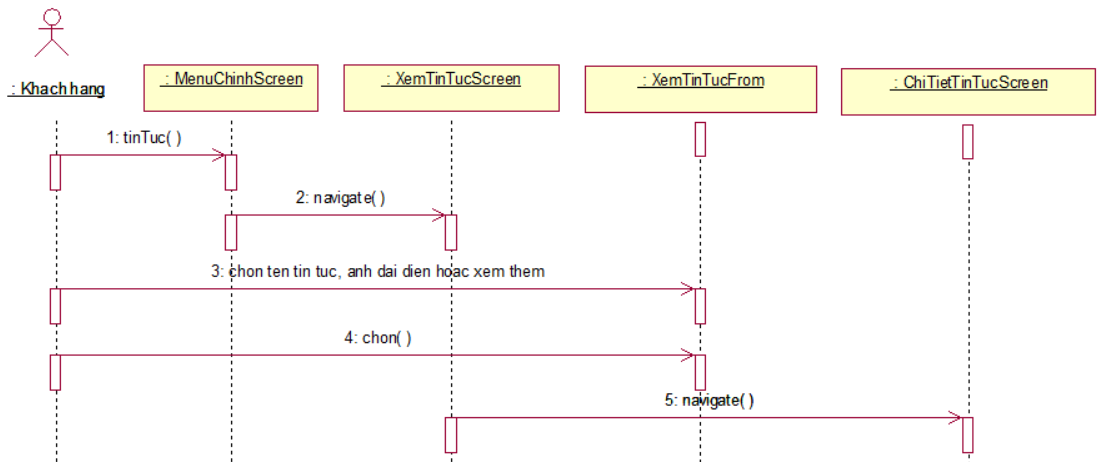 : Khach hang
: MenuChinhScreen
: XemTinTucScreen
: XemTinTucFrom
: ChiTietTinTucScreen
1: tinTuc( )
2: navigate( )
3: chon ten tin tuc, anh dai dien hoac xem them
4: chon( )
5: navigate( )